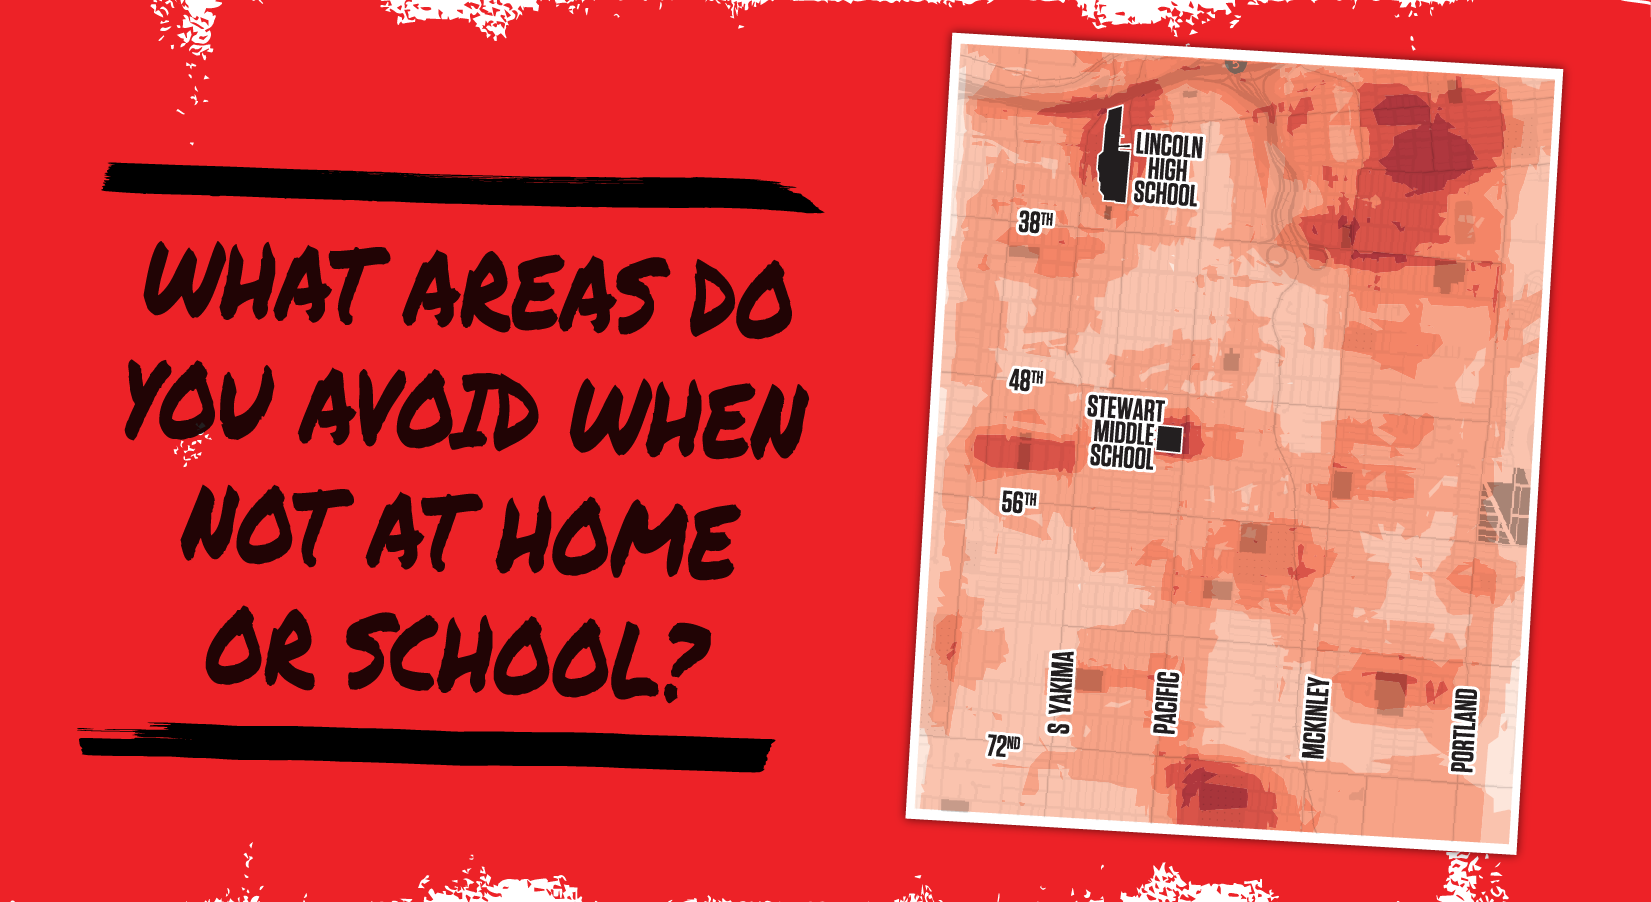 WHAT AREAS DO
YOU AVOID WHEN
NOT AT HOME
OR SCHOOL?
5
LINCOLN
HIGH
SCHOOL
38TH
48TH
STEWART
MIDDLE
SCHOOL
56TH
S YAKIMA
PACIFIC
MCKINLEY
PORTLAND
72ND